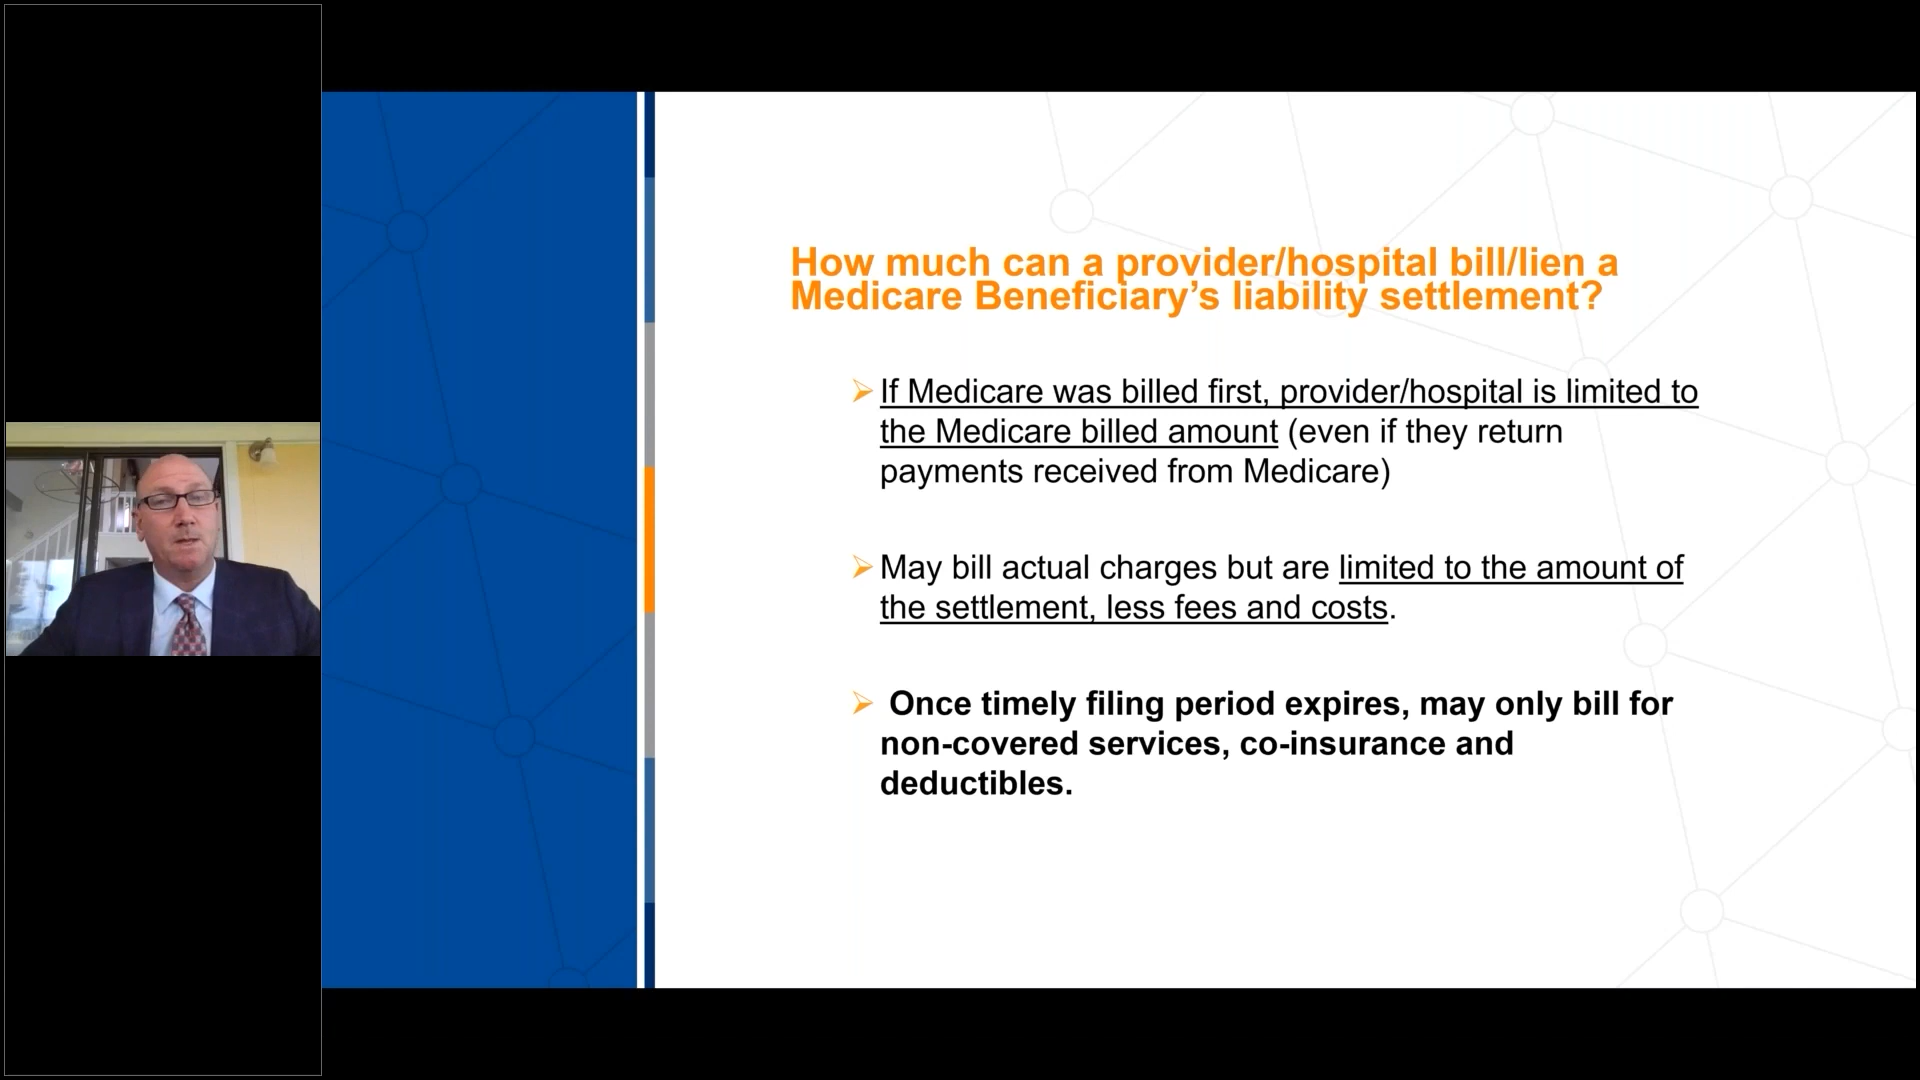 How much can a provider/hospital bill/lien a
Medicare Beneficiary’s liability settlement?
If Medicare was billed first, provider/hospital is limited to
the Medicare billed amount (even if they return
payments received from Medicare)
May bill actual charges but are limited to the amount of
the settlement, less fees and costs.
Once timely filing period expires, may only bill for
non-covered services, co-insurance and
deductibles.